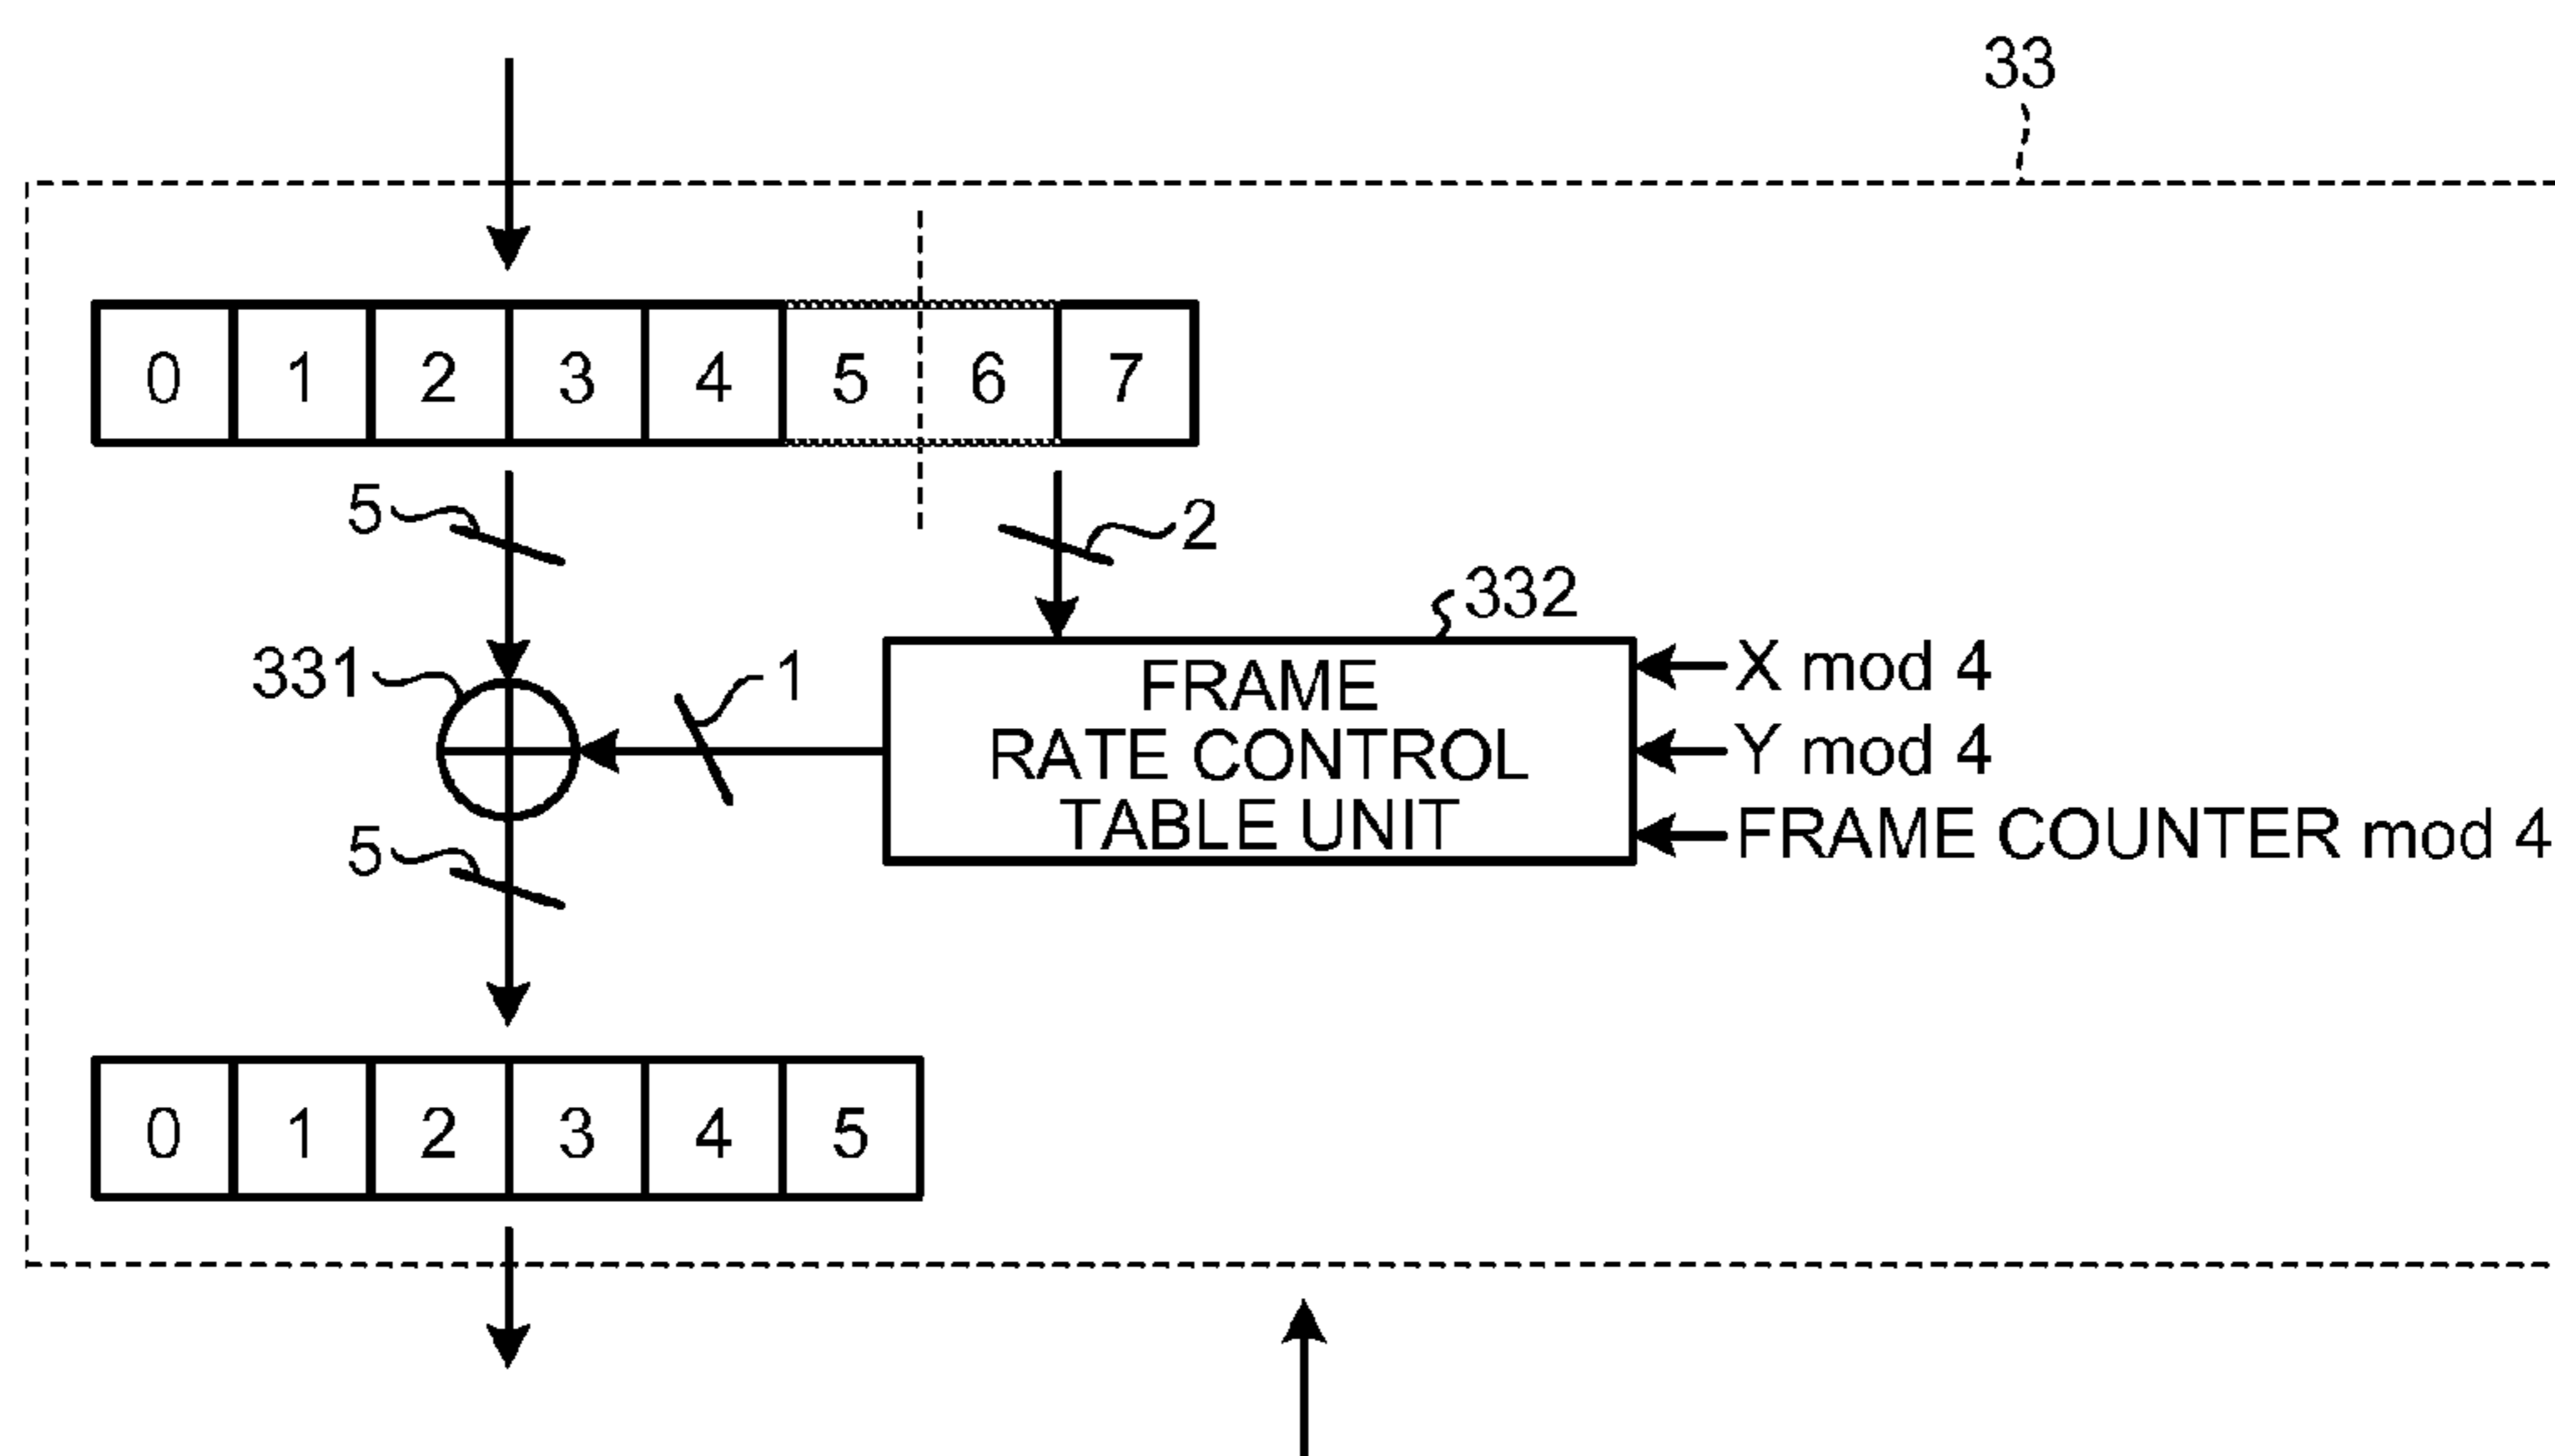 33
0 1 2 3 4 5 6 7
5
2
332
331
1
FRAME
RATE CONTROL
TABLE UNIT
X mod 4
Y mod 4
FRAME COUNTER mod 4
5
0 1 2 3 4 5